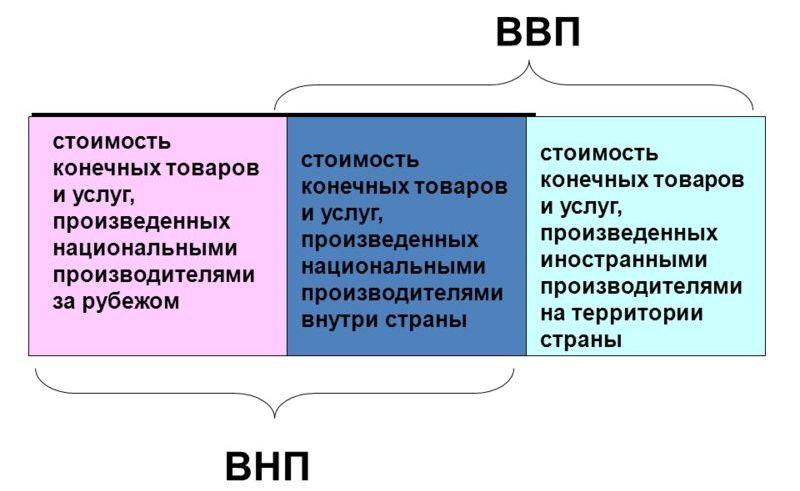 ВВП
стоимость
конечных товаров
и услуг,
произведенных
национальными
производителями
за рубежом
стоимость
конечных товаров
и услуг,
произведенных
национальными
производителями
внутри страны
стоимость
конечных товаров
и услуг,
произведенных
иностранными
производителями
на территории
страны
ВНП